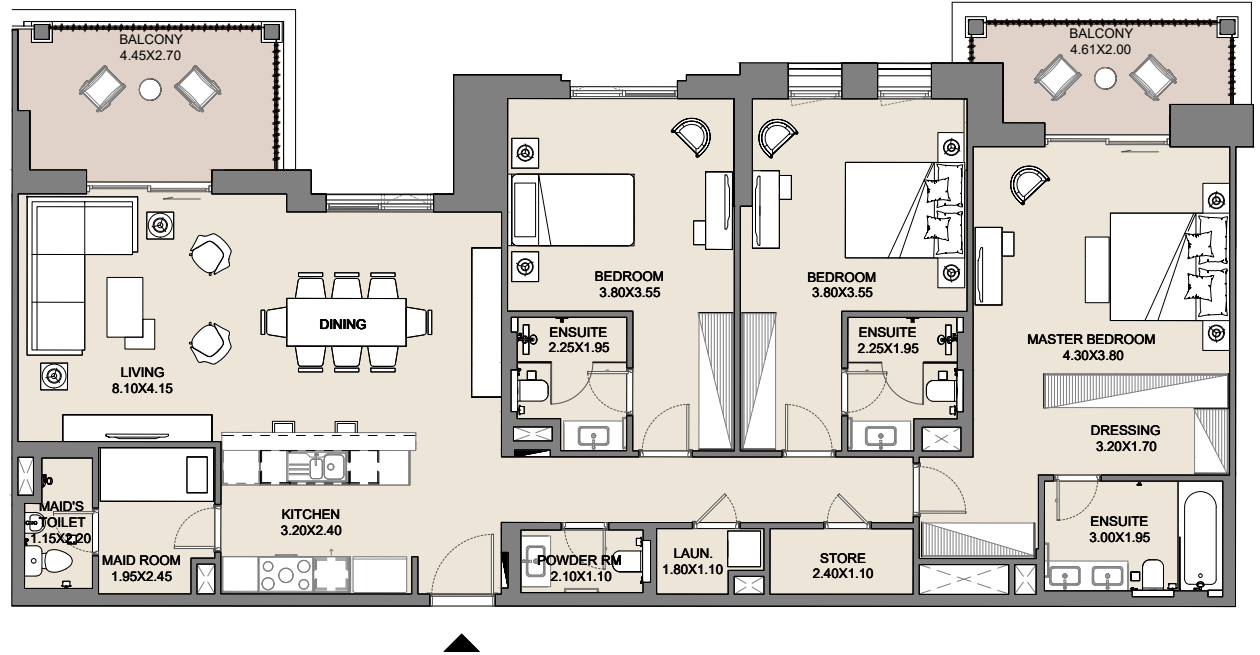 BALCONY
4.45X2.70
BALCONY
4.61X2.00
BEDROOM
3.80X3.55
BEDROOM
3.80X3.55
DINING
ENSUITE
2.25X1.95
ENSUITE
2.25X1.95
MASTER BEDROOM
4.30X3.80
LIVING
8.10X4.15
DRESSING
3.20X1.70
MAID'S
TOILET
1.15X2.20
KITCHEN
3.20X2.40
ENSUITE
3.00X1.95
MAID ROOM
1.95X2.45
POWDER RM
2.10X1.10
LAUN.
1.80X1.10
STORE
2.40X1.10